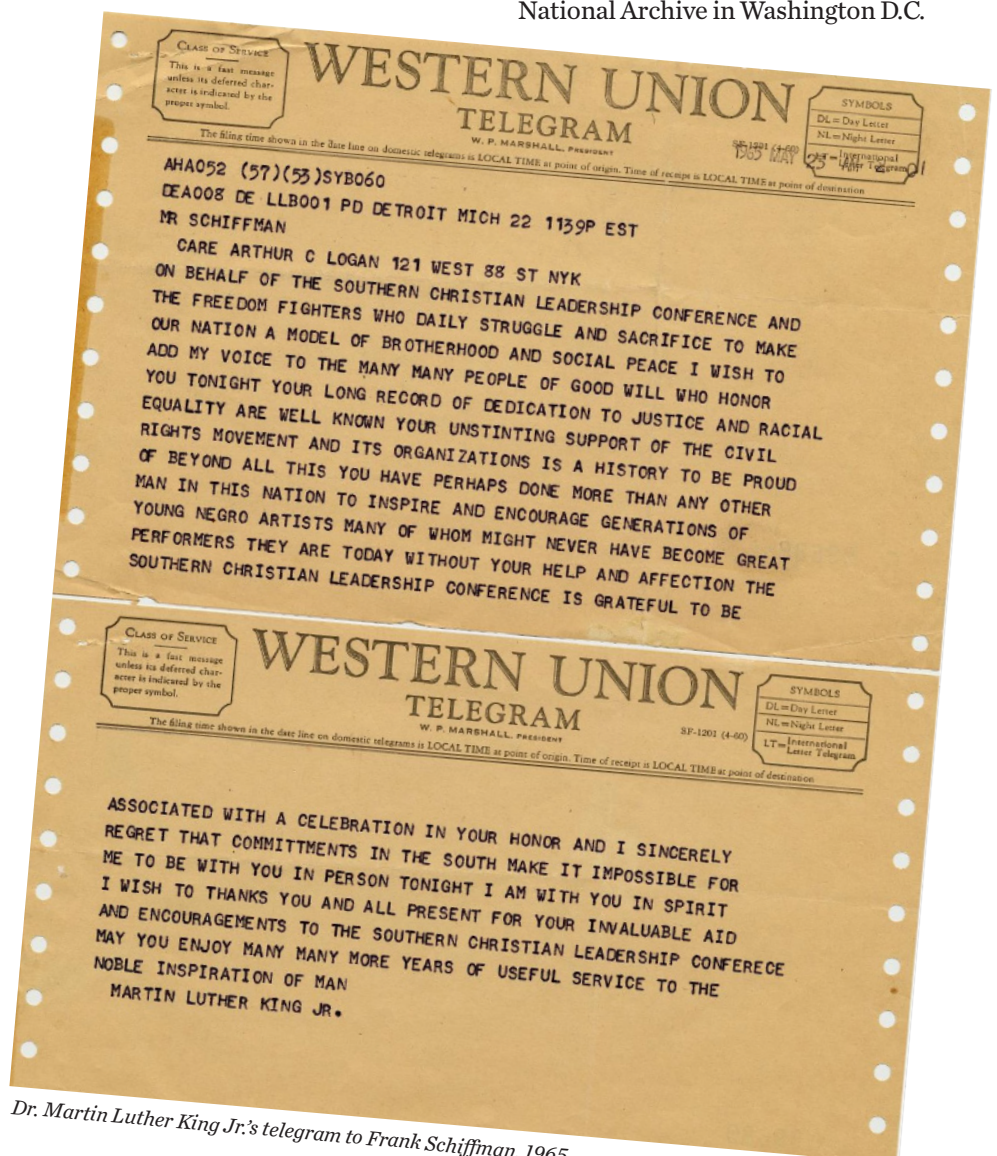 National Archive in Washington D.C.
CLASS OF SERVICE
This is a fast message
unless its deferred char-
acter is indicated by the
proper symbol.
WESTERN UNION
TELEGRAM
W. P. MARSHALL, PRESIDENT
SF-1201 (4-60)
1965 MAY 23
SYMBOLS
DL=Day Letter
NL=Night Letter
LT=International
Letter Telegram
The filing time shown in the date line on domestic telegrams is LOCAL TIME at point of origin. Time of receipt is LOCAL TIME at point of destination
AHA052 (57)(53)SYB060
DEA008 DE LLB001 PD DETROIT MICH 22 1139P EST
MR SCHIFFMAN
CARE ARTHUR C LOGAN 121 WEST 88 ST NYK
ON BEHALF OF THE SOUTHERN CHRISTIAN LEADERSHIP CONFERENCE AND
THE FREEDOM FIGHTERS WHO DAILY STRUGGLE AND SACRIFICE TO MAKE
OUR NATION A MODEL OF BROTHERHOOD AND SOCIAL PEACE I WISH TO
ADD MY VOICE TO THE MANY MANY PEOPLE OF GOOD WILL WHO HONOR
YOU TONIGHT YOUR LONG RECORD OF DEDICATION TO JUSTICE AND RACIAL
EQUALITY ARE WELL KNOWN YOUR UNSTINTING SUPPORT OF THE CIVIL
RIGHTS MOVEMENT AND ITS ORGANIZATIONS IS A HISTORY TO BE PROUD
OF BEYOND ALL THIS YOU HAVE PERHAPS DONE MORE THAN ANY OTHER
MAN IN THIS NATION TO INSPIRE AND ENCOURAGE GENERATIONS OF
YOUNG NEGRO ARTISTS MANY OF WHOM MIGHT NEVER HAVE BECOME GREAT
PERFORMERS THEY ARE TODAY WITHOUT YOUR HELP AND AFFECTION THE
SOUTHERN CHRISTIAN LEADERSHIP CONFERENCE IS GRATEFUL TO BE
CLASS OF SERVICE
This is a fast message
unless its deferred char-
acter is indicated by the
proper symbol.
WESTERN UNION
TELEGRAM
W. P. MARSHALL, PRESIDENT
SF-1201 (4-60)
SYMBOLS
DL=Day Letter
NL=Night Letter
LT=International
Letter Telegram
The filing time shown in the date line on domestic telegrams is LOCAL TIME at point of origin. Time of receipt is LOCAL TIME at point of destination
ASSOCIATED WITH A CELEBRATION IN YOUR HONOR AND I SINCERELY
REGRET THAT COMMITTMENTS IN THE SOUTH MAKE IT IMPOSSIBLE FOR
ME TO BE WITH YOU IN PERSON TONIGHT I AM WITH YOU IN SPIRIT
I WISH TO THANKS YOU AND ALL PRESENT FOR YOUR INVALUABLE AID
AND ENCOURAGEMENTS TO THE SOUTHERN CHRISTIAN LEADERSHIP CONFERECE
MAY YOU ENJOY MANY MANY MORE YEARS OF USEFUL SERVICE TO THE
NOBLE INSPIRATION OF MAN
MARTIN LUTHER KING JR.
Dr. Martin Luther King Jr.'s telegram to Frank Schiffman, 1965